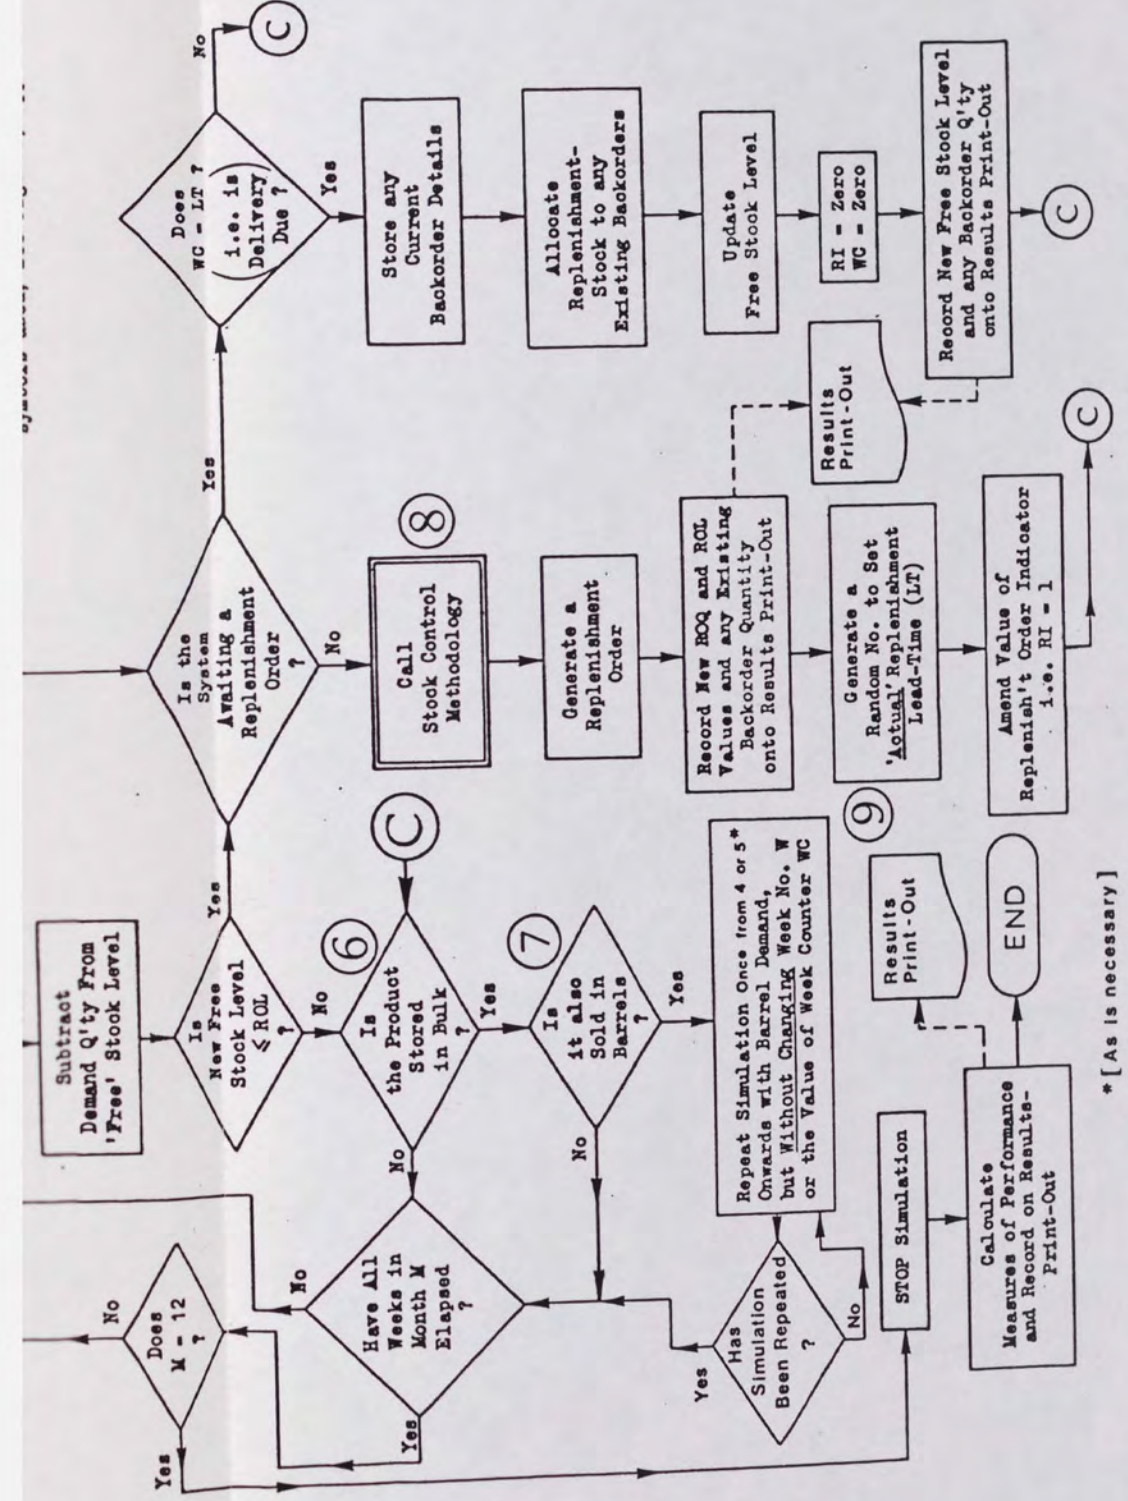 Subtract
Demand Q'ty From
'Free' Stock Level
Is
New Free
Stock Level
≤ ROL
?
Yes
No
Is the
System
Awaiting a
Replenishment
Order
?
Yes
No
Does
WC = LT ?
(i.e. is
Delivery
Due ?)
No
C
Yes
Store any
Current
Backorder Details
Allocate
Replenishment-
Stock to any
Existing Backorders
Update
Free Stock Level
RI = Zero
WC = Zero
Record New Free Stock Level
and any Backorder Q'ty
onto Results Print-Out
C
Results
Print-Out
8
Call
Stock Control
Methodology
Generate a
Replenishment
Order
Record New ROQ and ROL
Values and any Existing
Backorder Quantity
onto Results Print-Out
Generate a
Random No. to Set
'Actual' Replenishment
Lead-Time (LT)
Amend Value of
Replenish't Order Indicator
i.e. RI = 1
C
C
6
Is
the Product
Stored
in Bulk
?
No
Yes
7
Is
it also
Sold in
Barrels
?
No
Yes
9
Repeat Simulation Once from 4 or 5*
Onwards with Barrel Demand,
but Without Changing Week No. W
or the Value of Week Counter WC
Has
Simulation
Been Repeated
?
Yes
No
Have All
Weeks in
Month M
Elapsed
?
No
Yes
Does
M = 12
?
No
Yes
STOP Simulation
Calculate
Measures of Performance
and Record on Results-
Print-Out
Results
Print-Out
END
*[As is necessary]